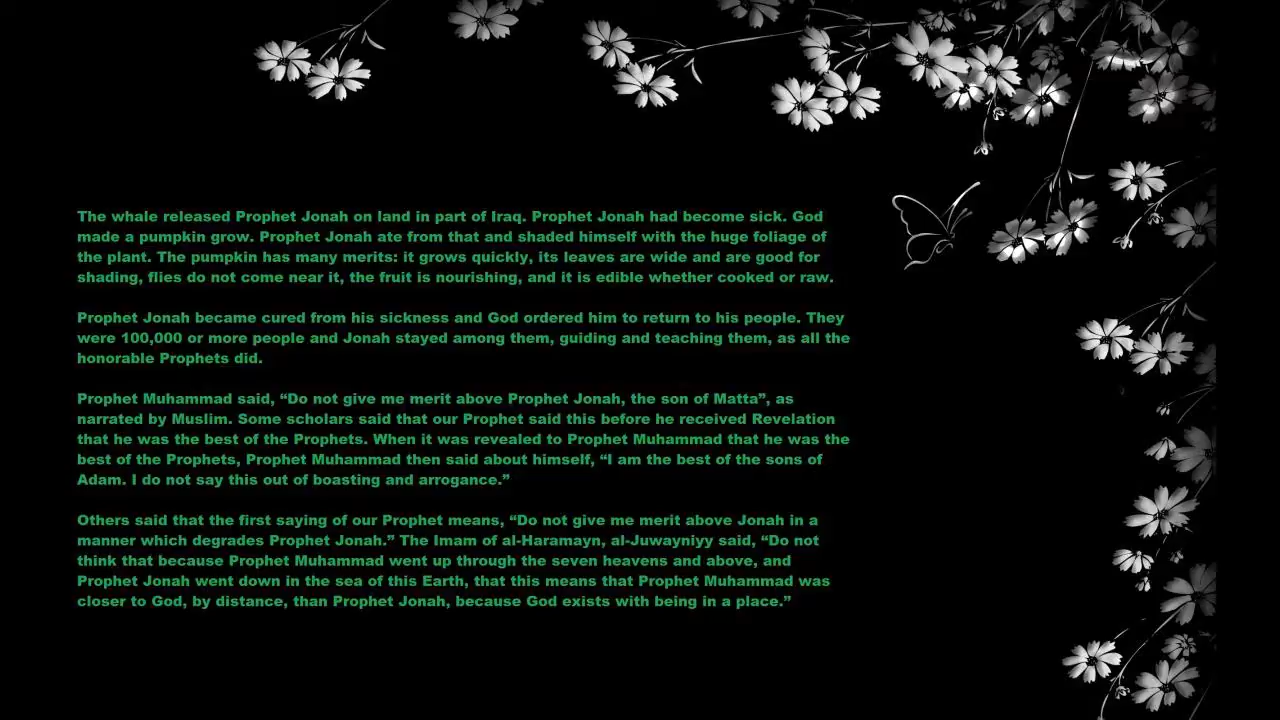 The whale released Prophet Jonah on land in part of Iraq. Prophet Jonah had become sick. God
made a pumpkin grow. Prophet Jonah ate from that and shaded himself with the huge foliage of
the plant. The pumpkin has many merits: it grows quickly, its leaves are wide and are good for
shading, flies do not come near it, the fruit is nourishing, and it is edible whether cooked or raw.
Prophet Jonah became cured from his sickness and God ordered him to return to his people. They
were 100,000 or more people and Jonah stayed among them, guiding and teaching them, as all the
honorable Prophets did.
Prophet Muhammad said, “Do not give me merit above Prophet Jonah, the son of Matta”, as
narrated by Muslim. Some scholars said that our Prophet said this before he received Revelation
that he was the best of the Prophets. When it was revealed to Prophet Muhammad that he was the
best of the Prophets, Prophet Muhammad then said about himself, “I am the best of the sons of
Adam. I do not say this out of boasting and arrogance.”
Others said that the first saying of our Prophet means, “Do not give me merit above Jonah in a
manner which degrades Prophet Jonah.” The Imam of al-Haramayn, al-Juwayniyy said, “Do not
think that because Prophet Muhammad went up through the seven heavens and above, and
Prophet Jonah went down in the sea of this Earth, that this means that Prophet Muhammad was
closer to God, by distance, than Prophet Jonah, because God exists with being in a place.”